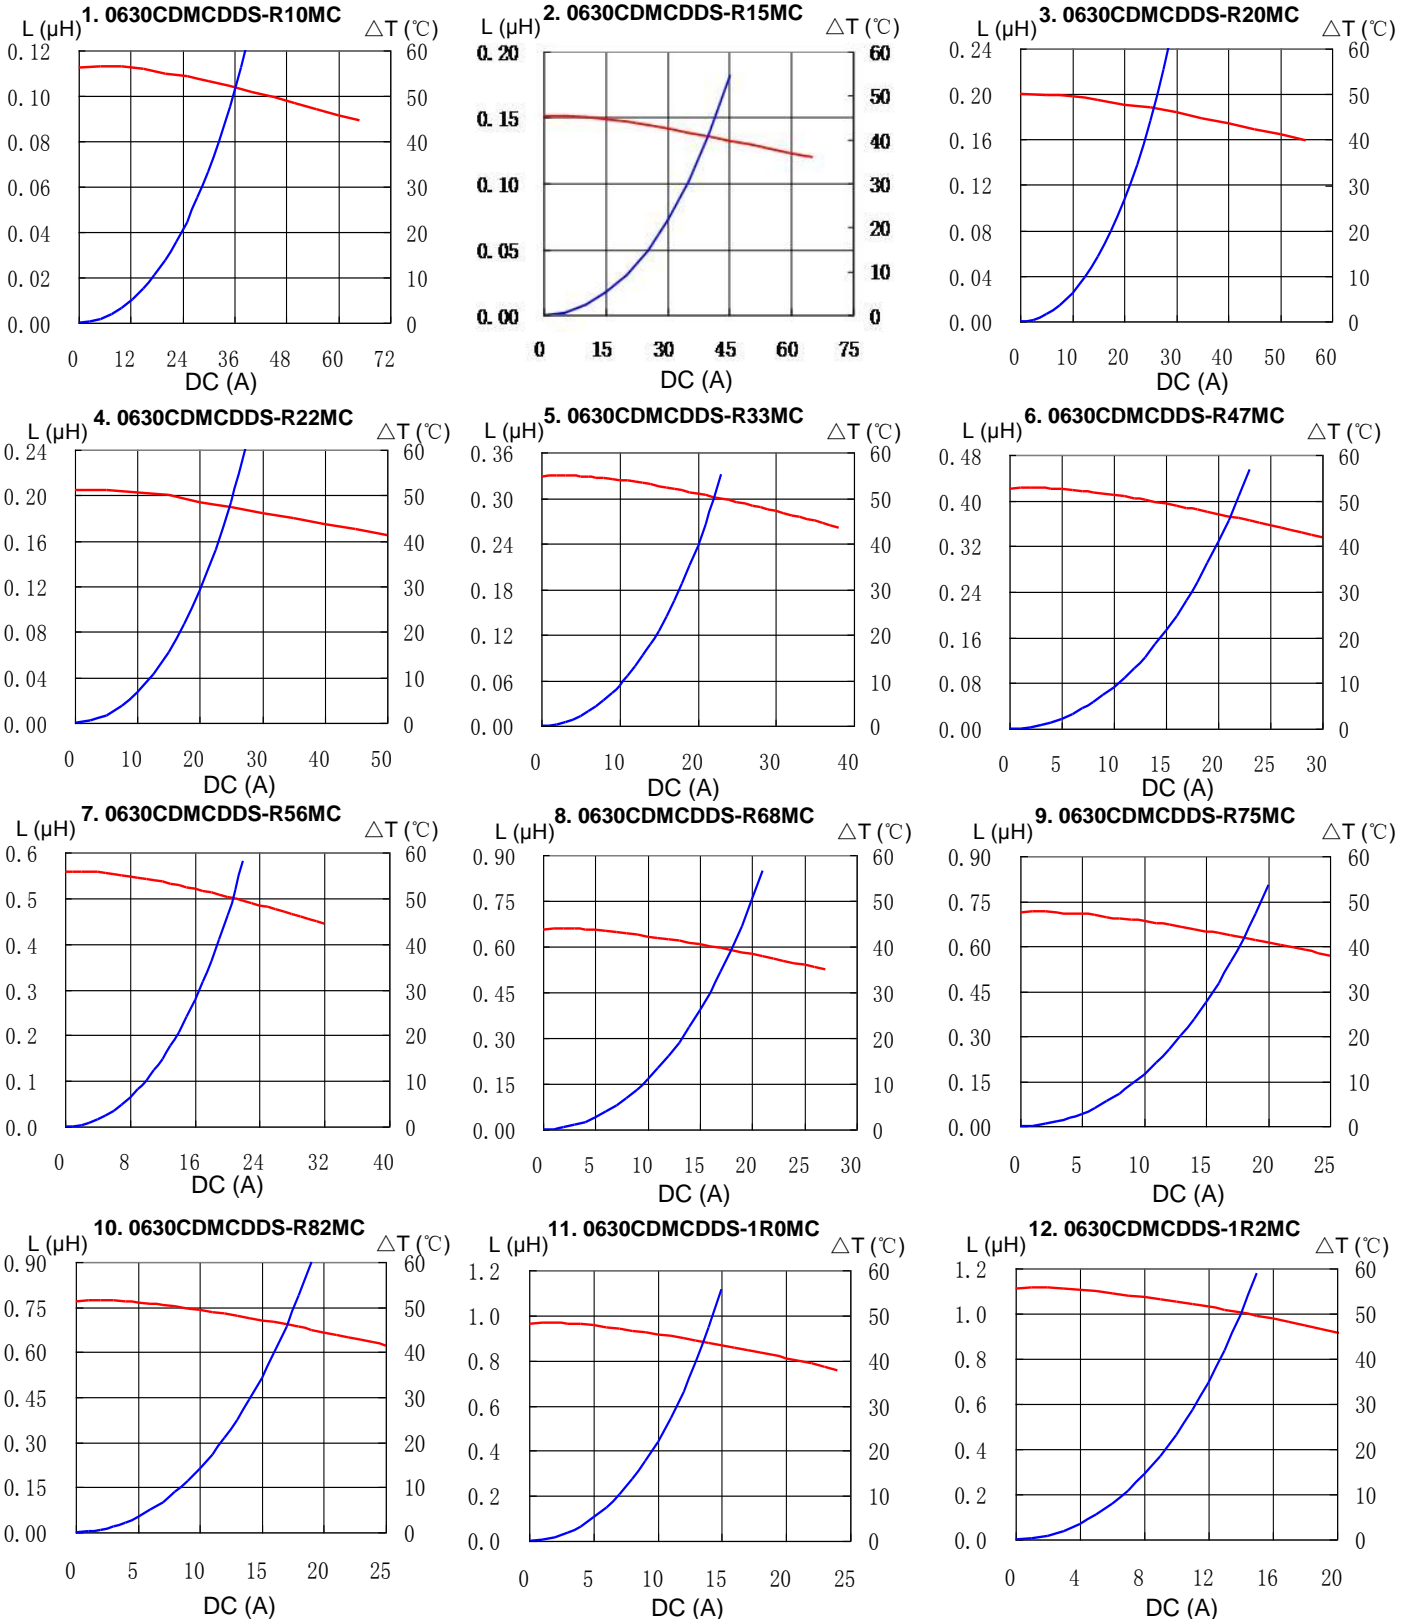 1. 0630CDMCDDS-R10MC
L (μH) △T (℃)
0.12 60
0.10 50
0.08 40
0.06 30
0.04 20
0.02 10
0.00 0
0 12 24 36 48 60 72
DC (A)
2. 0630CDMCDDS-R15MC
L (μH) △T (℃)
0.20 60
50
0.15
40
0.10 30
20
0.05
10
0.00 0
0 15 30 45 60 75
DC (A)
3. 0630CDMCDDS-R20MC
L (μH) △T (℃)
0.24 60
0.20 50
0.16 40
0.12 30
0.08 20
0.04 10
0.00 0
0 10 20 30 40 50 60
DC (A)
4. 0630CDMCDDS-R22MC
L (μH) △T (℃)
0.24 60
0.20 50
0.16 40
0.12 30
0.08 20
0.04 10
0.00 0
0 10 20 30 40 50
DC (A)
5. 0630CDMCDDS-R33MC
L (μH) △T (℃)
0.36 60
0.30 50
0.24 40
0.18 30
0.12 20
0.06 10
0.00 0
0 10 20 30 40
DC (A)
6. 0630CDMCDDS-R47MC
L (μH) △T (℃)
0.48 60
0.40 50
0.32 40
0.24 30
0.16 20
0.08 10
0.00 0
0 5 10 15 20 25 30
DC (A)
7. 0630CDMCDDS-R56MC
L (μH) △T (℃)
0.6 60
0.5 50
0.4 40
0.3 30
0.2 20
0.1 10
0.0 0
0 8 16 24 32 40
DC (A)
8. 0630CDMCDDS-R68MC
L (μH) △T (℃)
0.90 60
0.75 50
0.60 40
0.45 30
0.30 20
0.15 10
0.00 0
0 5 10 15 20 25 30
DC (A)
9. 0630CDMCDDS-R75MC
L (μH) △T (℃)
0.90 60
0.75 50
0.60 40
0.45 30
0.30 20
0.15 10
0.00 0
0 5 10 15 20 25
DC (A)
10. 0630CDMCDDS-R82MC
L (μH) △T (℃)
0.90 60
0.75 50
0.60 40
0.45 30
0.30 20
0.15 10
0.00 0
0 5 10 15 20 25
DC (A)
11. 0630CDMCDDS-1R0MC
L (μH) △T (℃)
1.2 60
1.0 50
0.8 40
0.6 30
0.4 20
0.2 10
0.0 0
0 5 10 15 20 25
DC (A)
12. 0630CDMCDDS-1R2MC
L (μH) △T (℃)
1.2 60
1.0 50
0.8 40
0.6 30
0.4 20
0.2 10
0.0 0
0 4 8 12 16 20
DC (A)